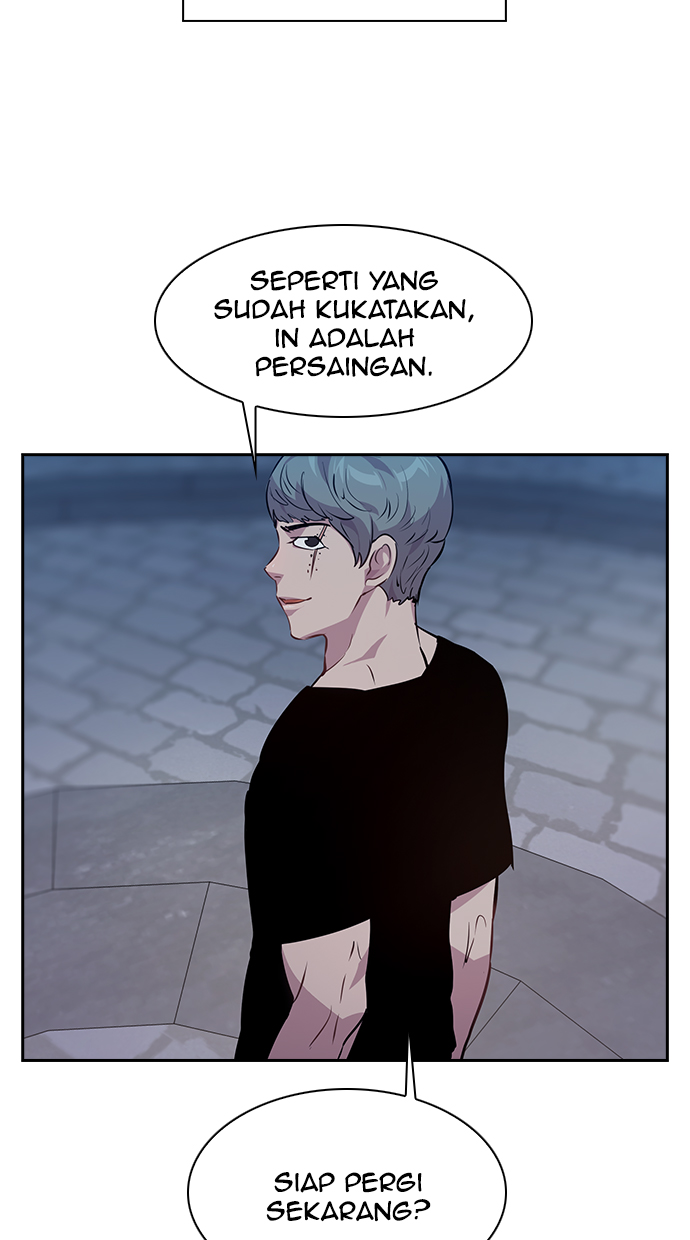 SEPERTI YANG
SUDAH KUKATAKAN,
IN ADALAH
PERSAINGAN.
SIAP PERGI
SEKARANG?